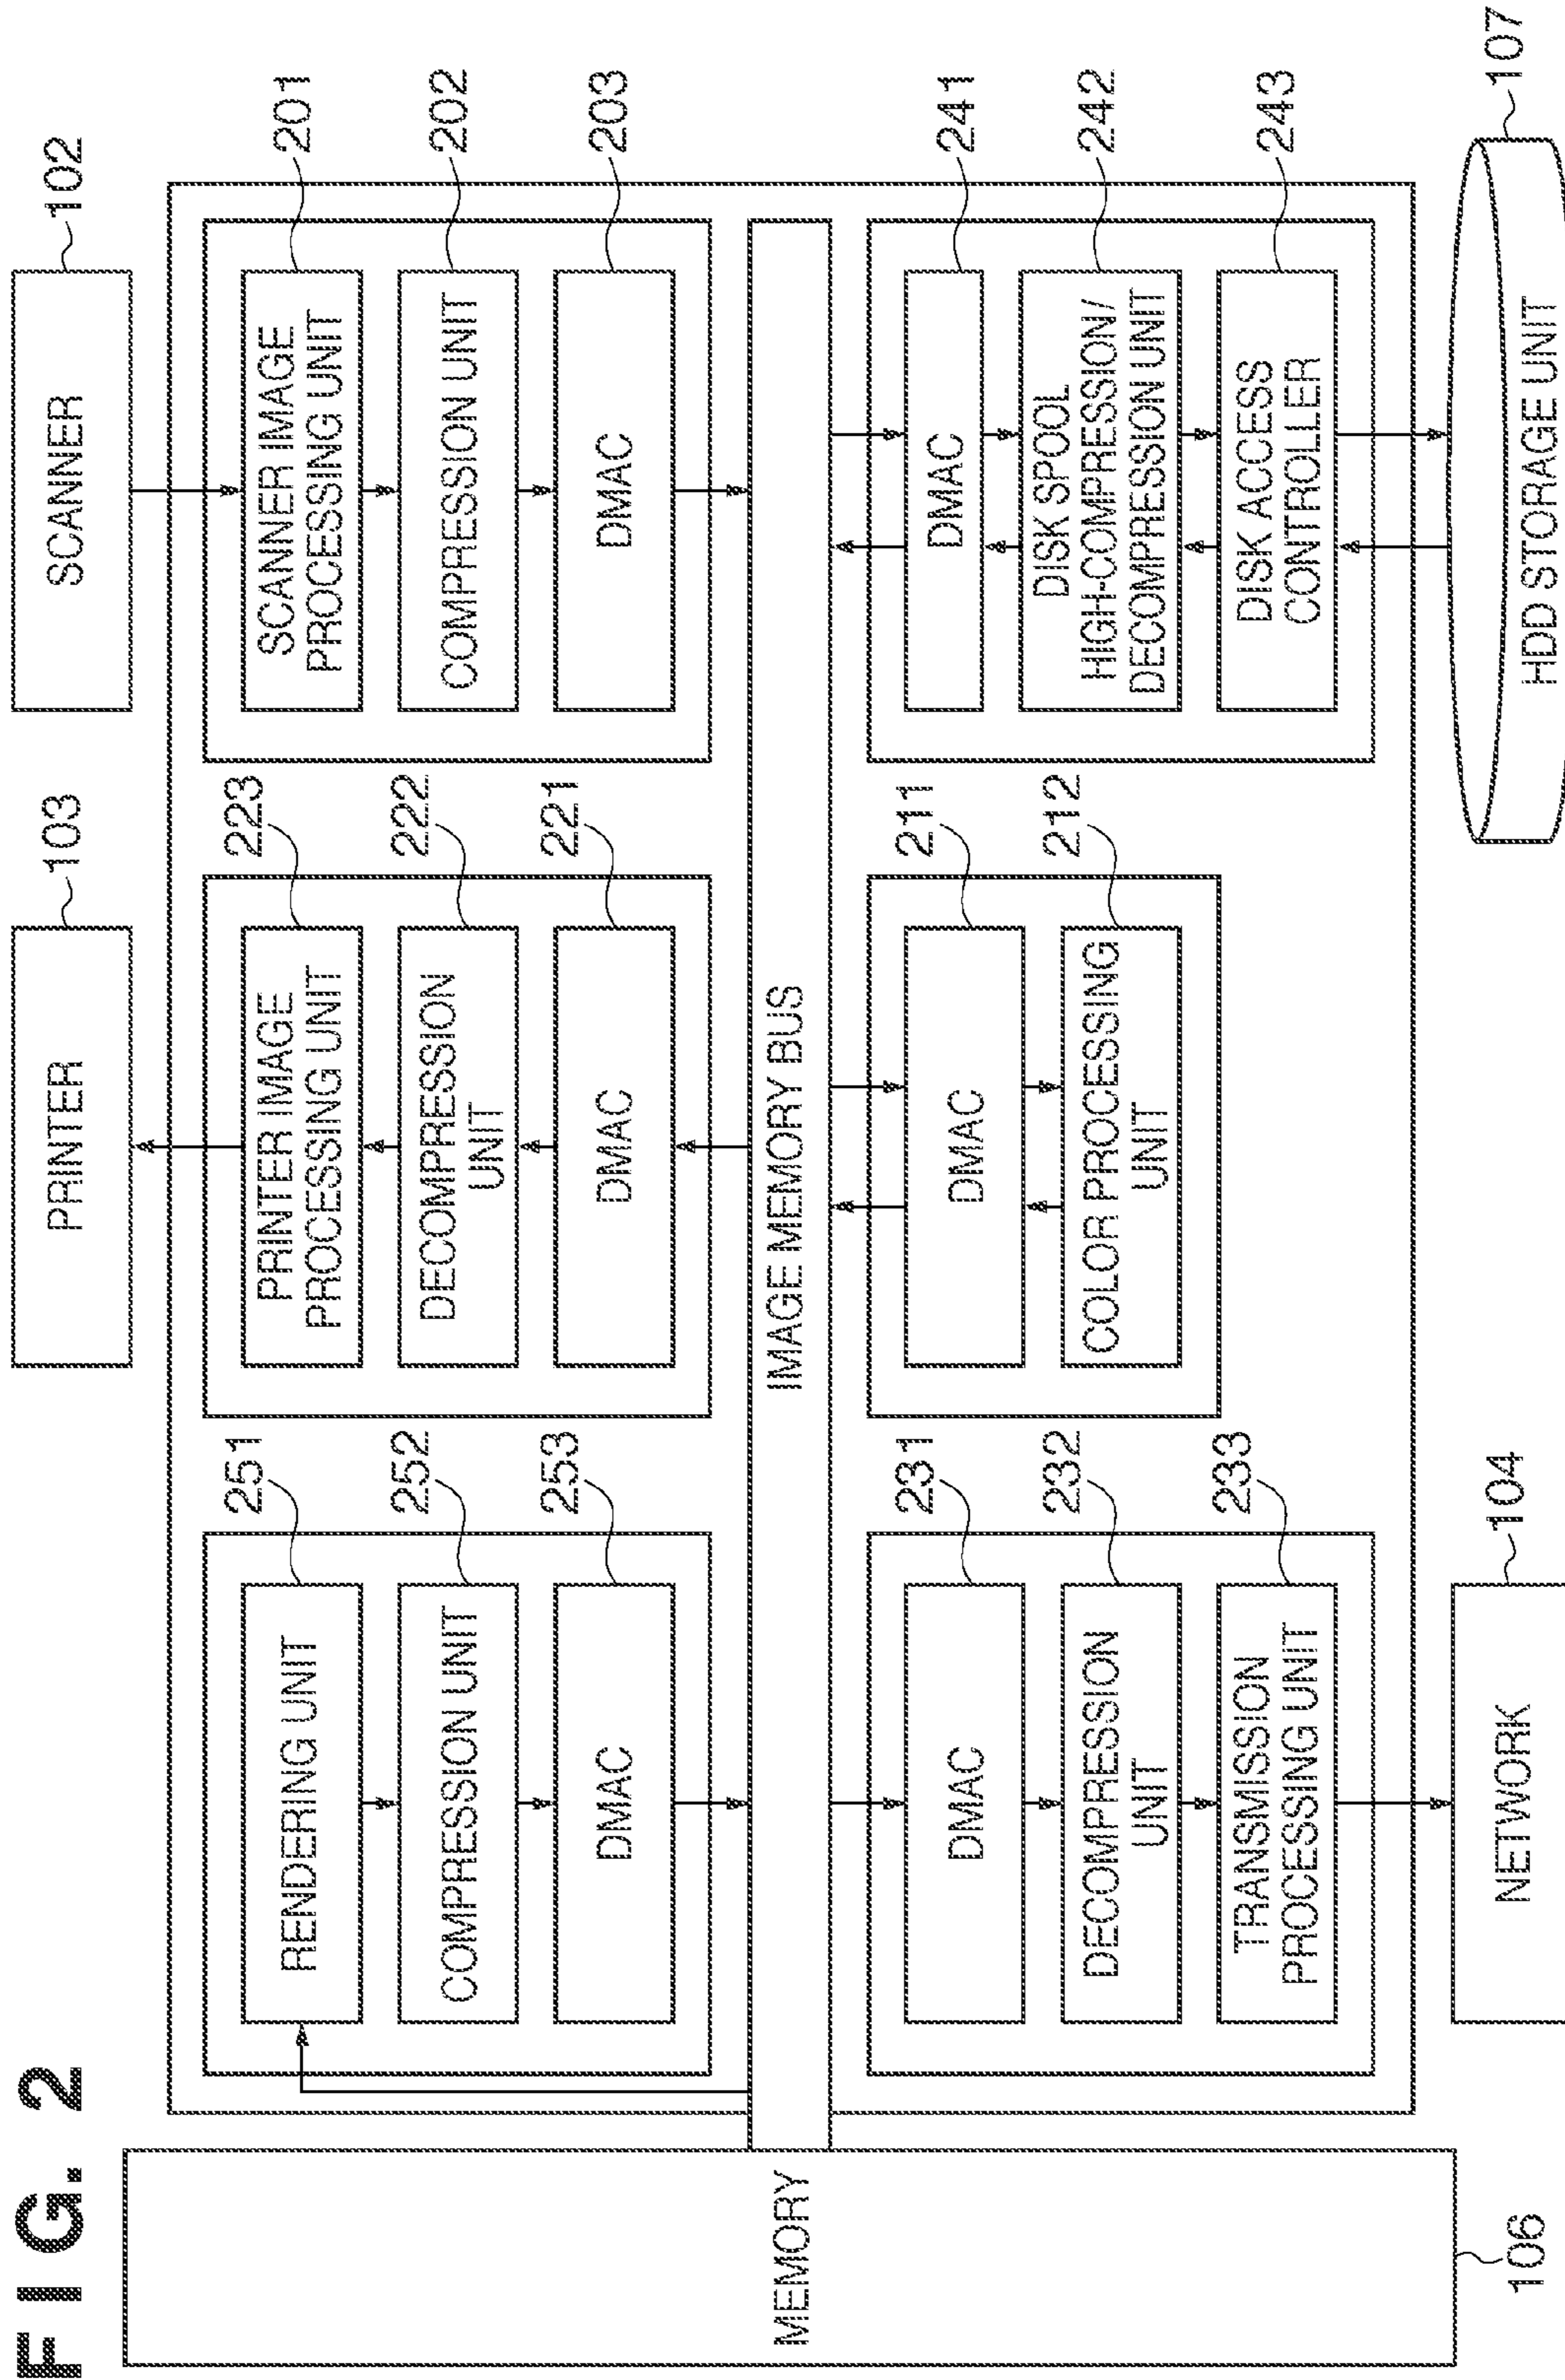 FIG. 2
SCANNER
102
PRINTER
103
MEMORY
106
RENDERING UNIT
251
COMPRESSION UNIT
252
DMAC
253
PRINTER IMAGE
PROCESSING UNIT
223
DECOMPRESSION
UNIT
222
DMAC
221
SCANNER IMAGE
PROCESSING UNIT
201
COMPRESSION UNIT
202
DMAC
203
IMAGE MEMORY BUS
DMAC
231
DECOMPRESSION
UNIT
232
TRANSMISSION
PROCESSING UNIT
233
DMAC
211
COLOR PROCESSING
UNIT
212
DMAC
241
DISK SPOOL
HIGH-COMPRESSION/
DECOMPRESSION UNIT
242
DISK ACCESS
CONTROLLER
243
NETWORK
104
HDD STORAGE UNIT
107